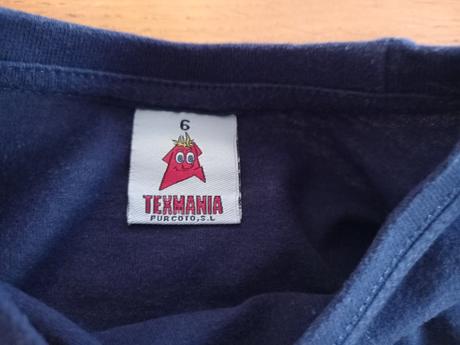 6
TEXMANIA
PURCOTO,S.L